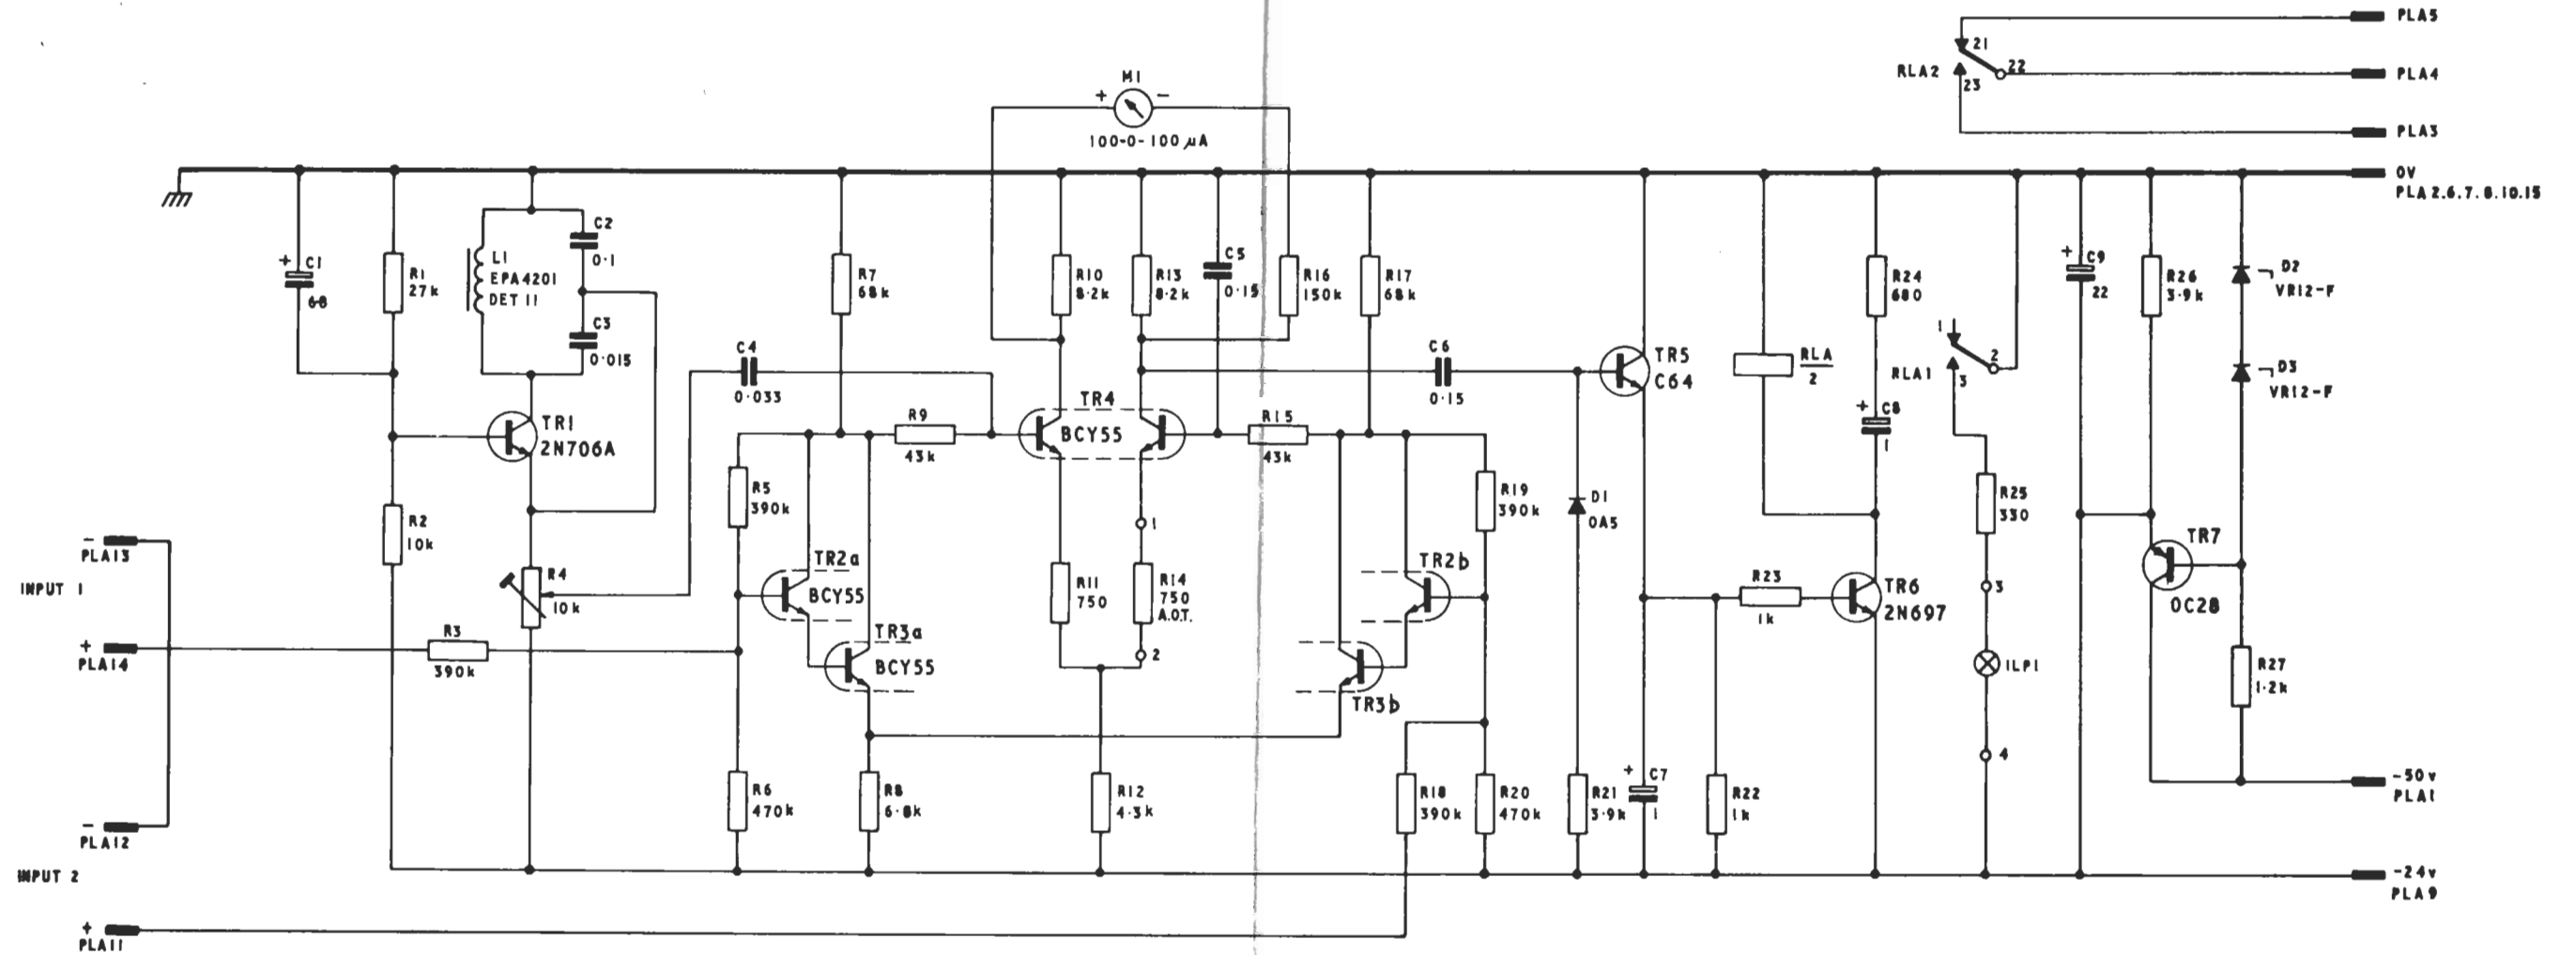 PLA5
21
22
RLA2
PLA4
23
PLA3
M1
+ -
100-0-100 µA
0V
PLA 2.6.7.8.10.15
+ C1
68
R1
27k
L1
EPA4201
DET 11
C2
0·1
C3
0·015
R7
68k
R10
8·2k
R13
8·2k
C5
0·15
R16
150k
R17
68k
R24
680
+ C9
22
R26
3·9k
D2
VR12-F
D3
VR12-F
C4
0·033
C6
0·15
TR5
C64
RLA
2
1
2
RLA1
3
+ C8
1
TR1
2N706A
R9
43k
TR4
BCY55
R15
43k
R5
390k
R19
390k
D1
OA5
R25
330
R2
10k
1
TR7
OC28
- PLA13
INPUT 1
+ PLA14
R4
10k
TR2a
BCY55
R11
750
R14
750
A.O.T.
TR2b
R23
1k
TR6
2N697
3
R3
390k
TR3a
BCY55
2
TR3b
ILP1
R27
1·2k
4
R6
470k
R8
6·8k
R12
4·3k
R18
390k
R20
470k
R21
3·9k
+ C7
1
R22
1k
-50v
PLA1
- PLA12
INPUT 2
-24v
PLA9
+ PLA11